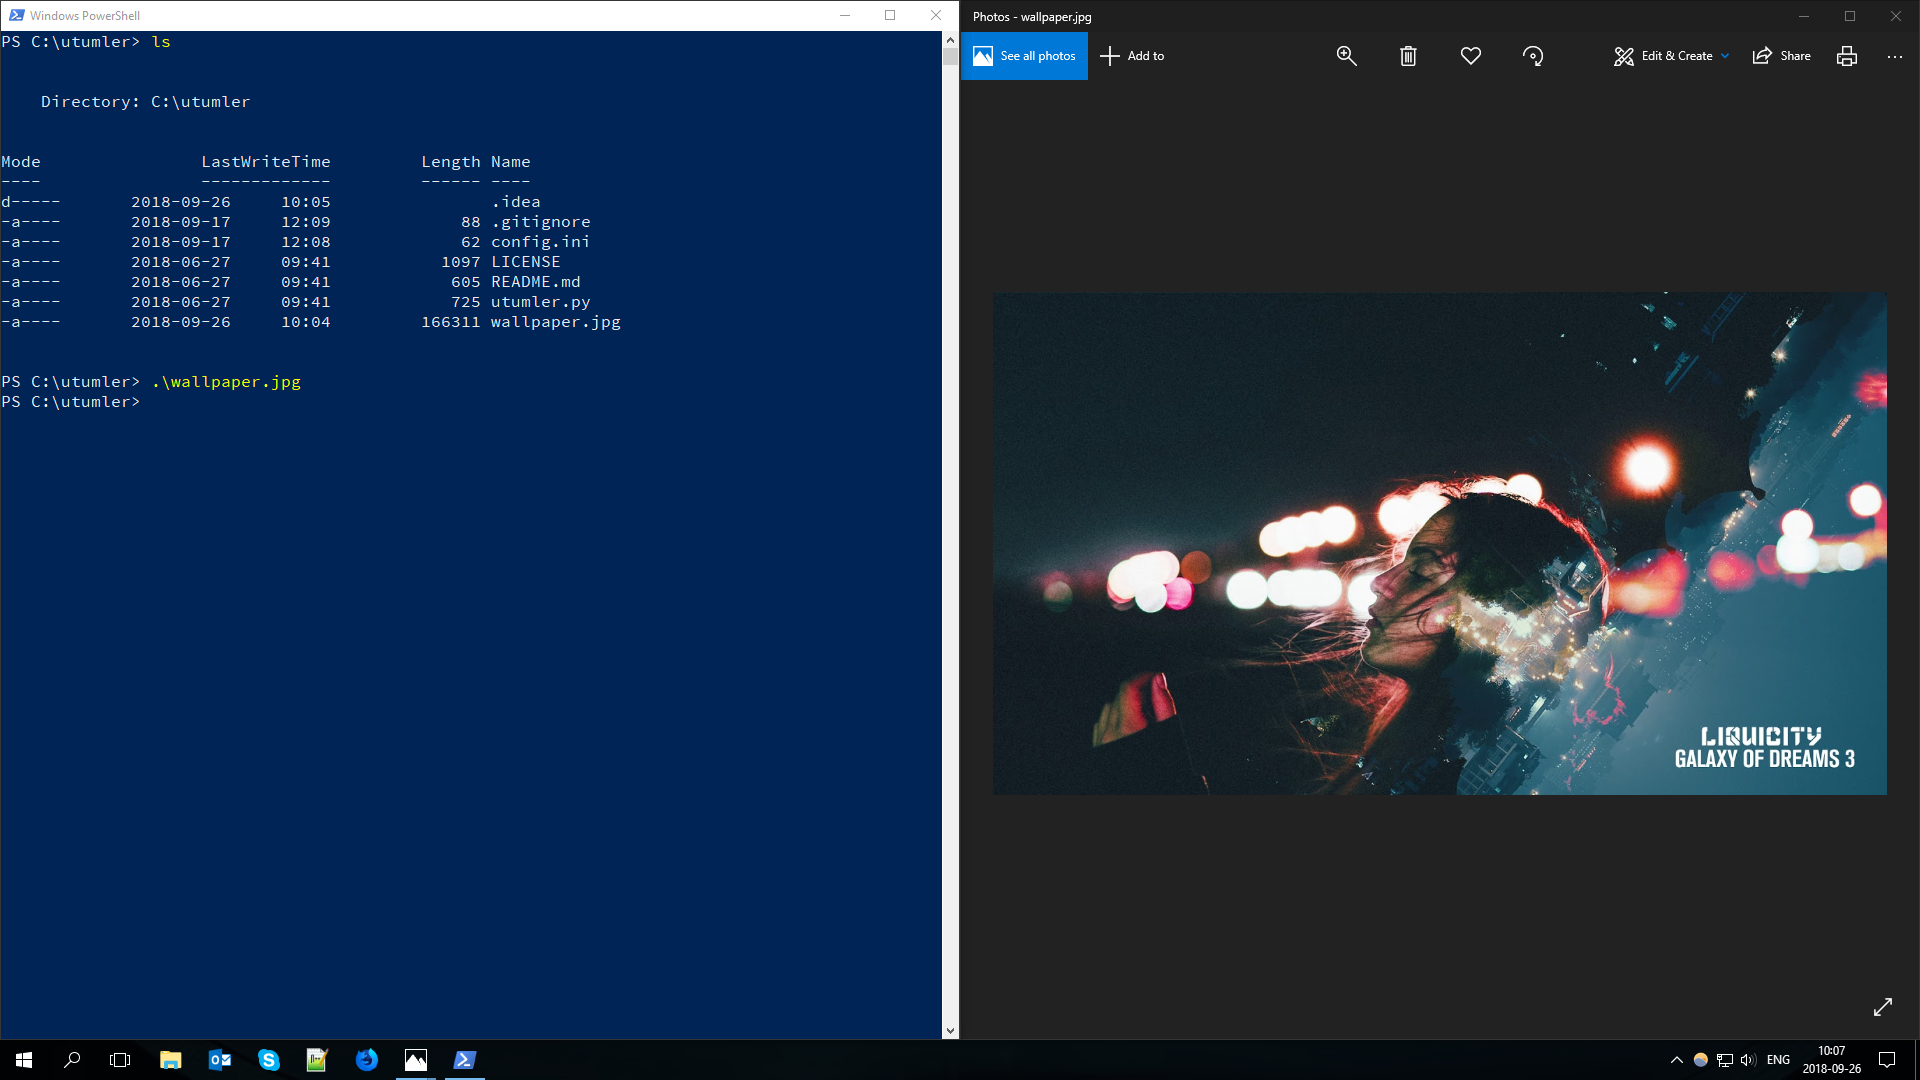 Windows PowerShell
PS C:\utumler> ls
Directory: C:\utumler
Mode                LastWriteTime         Length Name
----                -------------         ------ ----
d-----       2018-09-26     10:05                .idea
-a----       2018-09-17     12:09             88 .gitignore
-a----       2018-09-17     12:08             62 config.ini
-a----       2018-06-27     09:41           1097 LICENSE
-a----       2018-06-27     09:41            605 README.md
-a----       2018-06-27     09:41            725 utumler.py
-a----       2018-09-26     10:04         166311 wallpaper.jpg
PS C:\utumler> .\wallpaper.jpg
PS C:\utumler>
Photos - wallpaper.jpg
See all photos
Add to
Edit & Create
Share
LIQUICITY
GALAXY OF DREAMS 3
ENG
10:07
2018-09-26